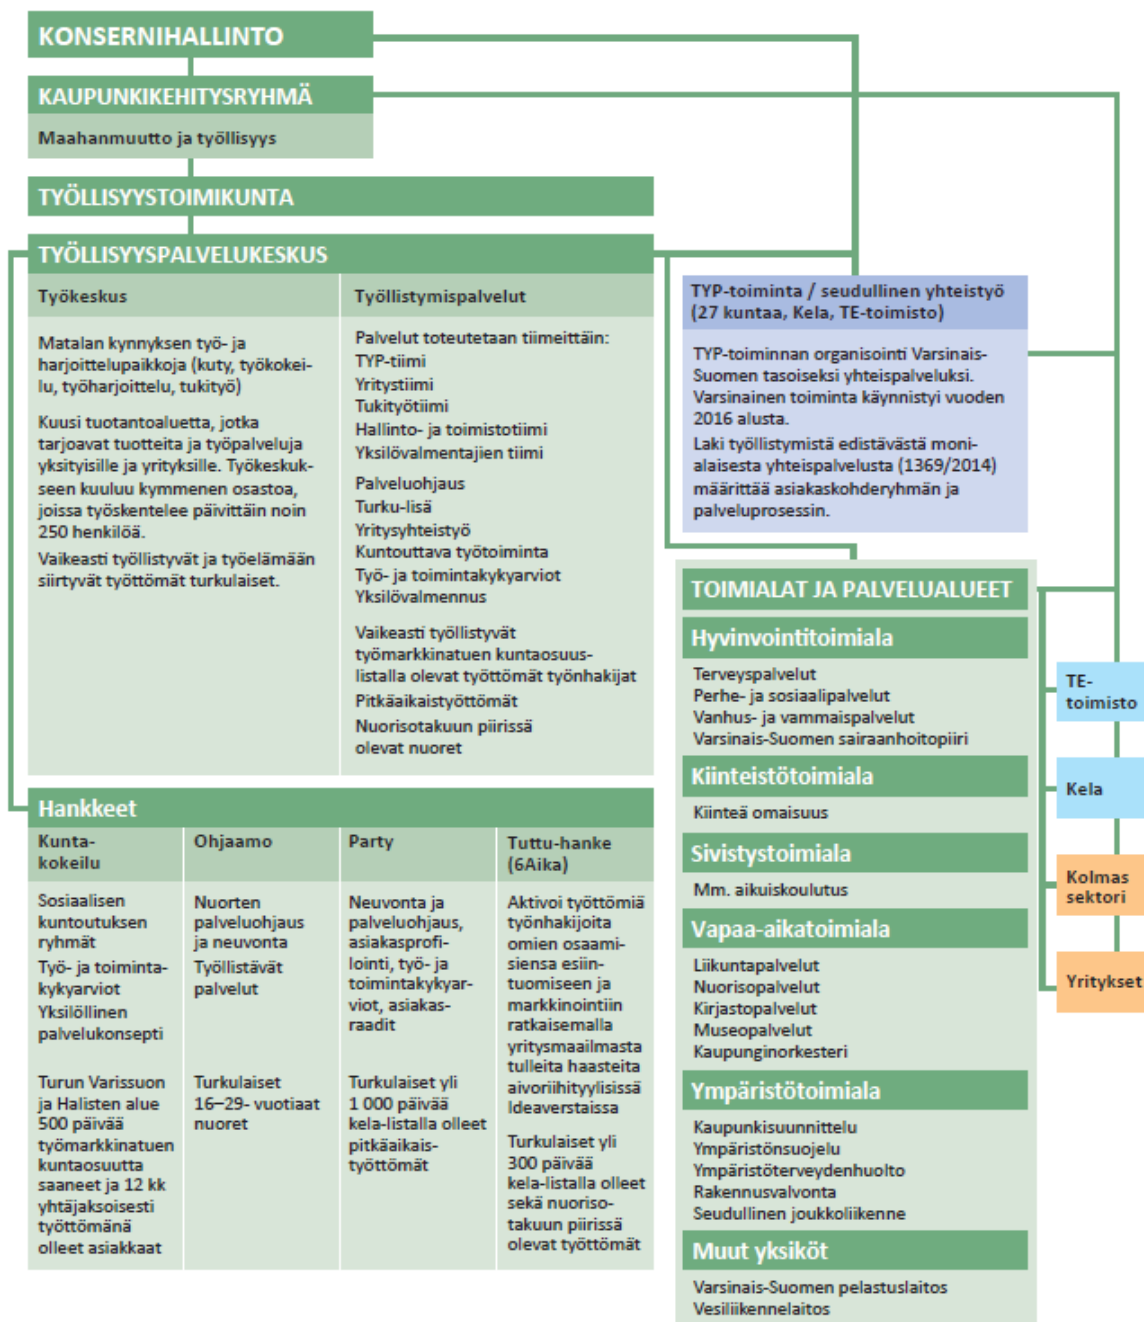 KONSERNIHALLINTO
KAUPUNKIKEHITYSRYHMÄ
Maahanmuutto ja työllisyys
TYÖLLISYYSTOIMIKUNTA
TYÖLLISYYSPALVELUKESKUS
Työkeskus
Matalan kynnyksen työ- ja
harjoittelupaikkoja (kuty, työkokei-
lu, työharjoittelu, tukityö)
Kuusi tuotantoaluetta, jotka
tarjoavat tuotteita ja työpalveluja
yksityisille ja yrityksille. Työkeskuk-
seen kuuluu kymmenen osastoa,
joissa työskentelee päivittäin noin
250 henkilöä.
Vaikeasti työllistyvät ja työelämään
siirtyvät työttömät turkulaiset.
Työllistymispalvelut
Palvelut toteutetaan tiimeittäin:
TYP-tiimi
Yritystiimi
Tukityötiimi
Hallinto- ja toimistotiimi
Yksilövalmentajien tiimi
Palveluohjaus
Turku-lisä
Yritysyhteistyö
Kuntouttava työtoiminta
Työ- ja toimintakykyarviot
Yksilövalmennus
Vaikeasti työllistyvät
työmarkkinatuen kuntaosuus-
listalla olevat työttömät työnhakijat
Pitkäaikaistyöttömät
Nuorisotakuun piirissä
olevat nuoret
Hankkeet
Kunta-
kokeilu
Sosiaalisen
kuntoutuksen
ryhmät
Työ- ja toiminta-
kykyarviot
Yksilöllinen
palvelukonsepti
Turun Varissuon
ja Halisten alue
500 päivää
työmarkkinatuen
kuntaosuutta
saaneet ja 12 kk
yhtäjaksoisesti
työttömänä
olleet asiakkaat
Ohjaamo
Nuorten
palveluohjaus
ja neuvonta
Työllistävät
palvelut
Turkulaiset
16–29- vuotiaat
nuoret
Party
Neuvonta ja
palveluohjaus,
asiakasprofi-
lointi, työ- ja
toimintakykyar-
viot, asiakas-
raadit
Turkulaiset yli
1 000 päivää
kela-listalla olleet
pitkäaikais-
työttömät
Tuttu-hanke
(6Aika)
Aktivoi työttömiä
työnhakijoita
omien osaami-
siensa esiin-
tuomiseen ja
markkinointiin
ratkaisemalla
yritysmaailmasta
tulleita haasteita
aivoriihityylisissä
Ideaverstaissa
Turkulaiset yli
300 päivää
kela-listalla olleet
sekä nuoriso-
takuun piirissä
olevat työttömät
TYP-toiminta / seudullinen yhteistyö
(27 kuntaa, Kela, TE-toimisto)
TYP-toiminnan organisointi Varsinais-
Suomen tasoiseksi yhteispalveluksi.
Varsinainen toiminta käynnistyi vuoden
2016 alusta.
Laki työllistymistä edistävästä moni-
alaisesta yhteispalvelusta (1369/2014)
määrittää asiakaskohderyhmän ja
palveluprosessin.
TOIMIALAT JA PALVELUALUEET
Hyvinvointitoimiala
Terveyspalvelut
Perhe- ja sosiaalipalvelut
Vanhus- ja vammaispalvelut
Varsinais-Suomen sairaanhoitopiiri
Kiinteistötoimiala
Kiinteä omaisuus
Sivistystoimiala
Mm. aikuiskoulutus
Vapaa-aikatoimiala
Liikuntapalvelut
Nuorisopalvelut
Kirjastopalvelut
Museopalvelut
Kaupunginorkesteri
Ympäristötoimiala
Kaupunkisuunnittelu
Ympäristönsuojelu
Ympäristöterveydenhuolto
Rakennusvalvonta
Seudullinen joukkoliikenne
Muut yksiköt
Varsinais-Suomen pelastuslaitos
Vesiliikennelaitos
TE-
toimisto
Kela
Kolmas
sektori
Yritykset